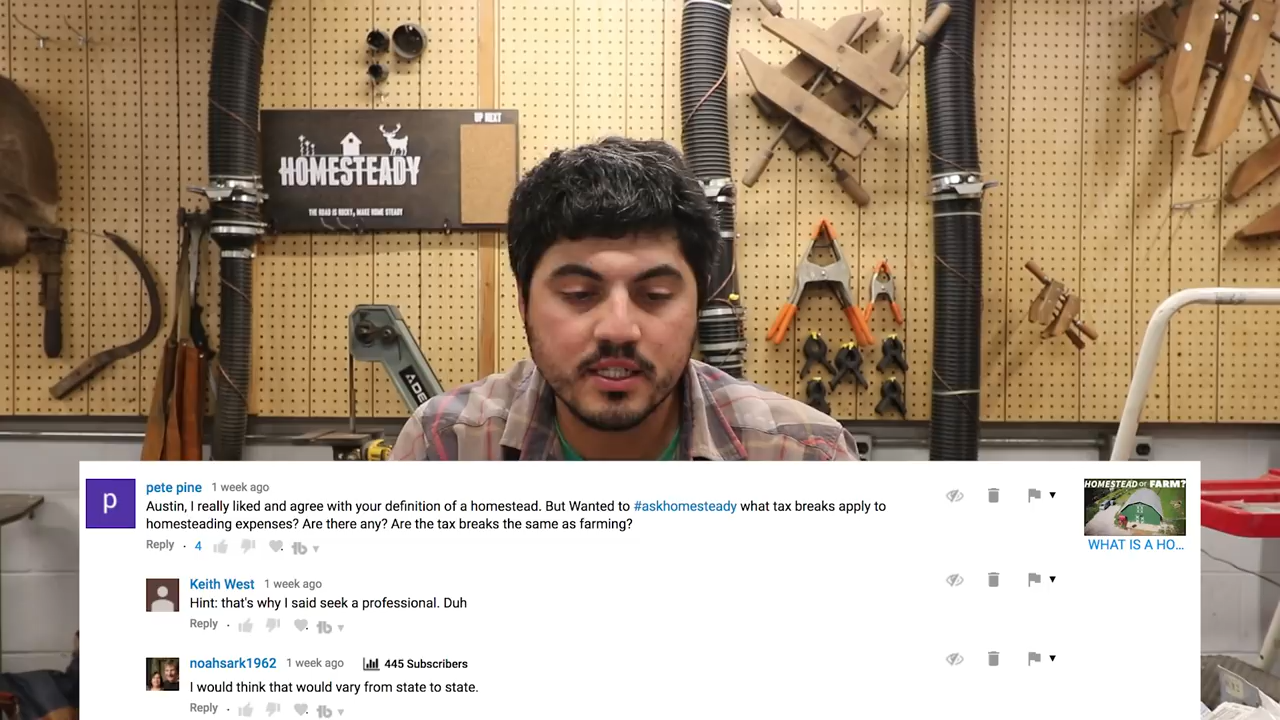 UP NEXT
HOMESTEADY
THE ROAD IS ROCKY, MAKE HOME STEADY
ADE
p
pete pine 1 week ago
Austin, I really liked and agree with your definition of a homestead. But Wanted to #askhomesteady what tax breaks apply to
homesteading expenses? Are there any? Are the tax breaks the same as farming?
Reply · 4
HOMESTEAD OR FARM?
WHAT IS A HO...
Keith West 1 week ago
Hint: that's why I said seek a professional. Duh
Reply ·
noahsark1962 1 week ago 445 Subscribers
I would think that would vary from state to state.
Reply ·